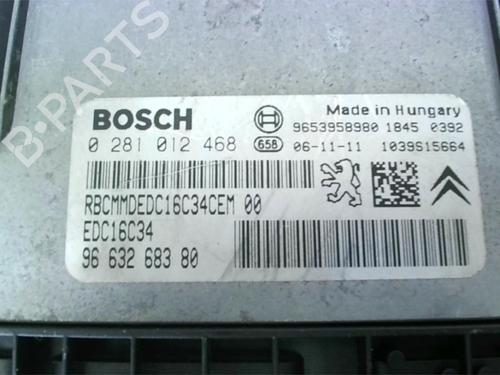 B-PARTS
BOSCH
Made in Hungary
9653958980 1845 0392
0 281 012 468 658 06-11-11 1039S15664
RBCMMDEDC16C34CEM 00
EDC16C34
96 632 683 80